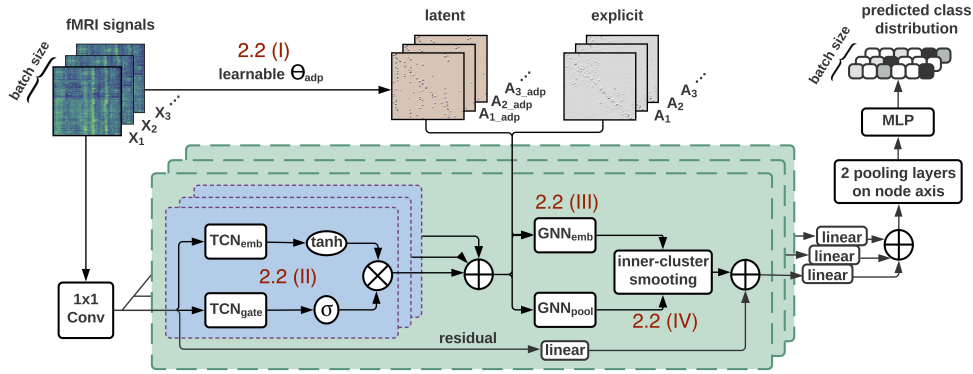 fMRI signals
batch size
X₁
X₂
X₃
...
2.2 (I)
learnable Θadp
latent
A₁_adp
A₂_adp
A₃_adp
...
explicit
A₁
A₂
A₃
...
predicted class
distribution
batch size
MLP
2 pooling layers
on node axis
1x1
Conv
TCNemb
tanh
2.2 (II)
TCNgate
σ
2.2 (III)
GNNemb
inner-cluster
smooting
GNNpool
2.2 (IV)
residual
linear
linear
linear
linear